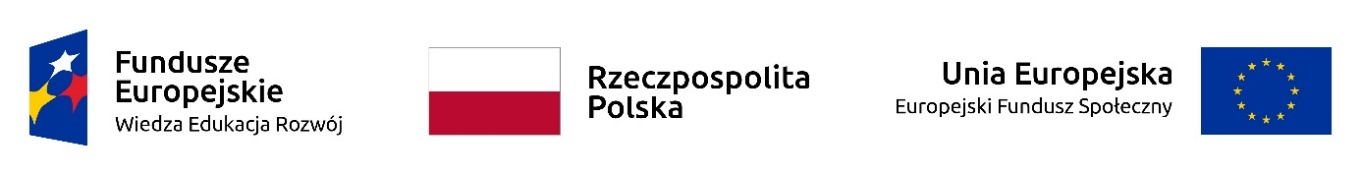 Fundusze
Europejskie
Wiedza Edukacja Rozwój
Rzeczpospolita
Polska
Unia Europejska
Europejski Fundusz Społeczny